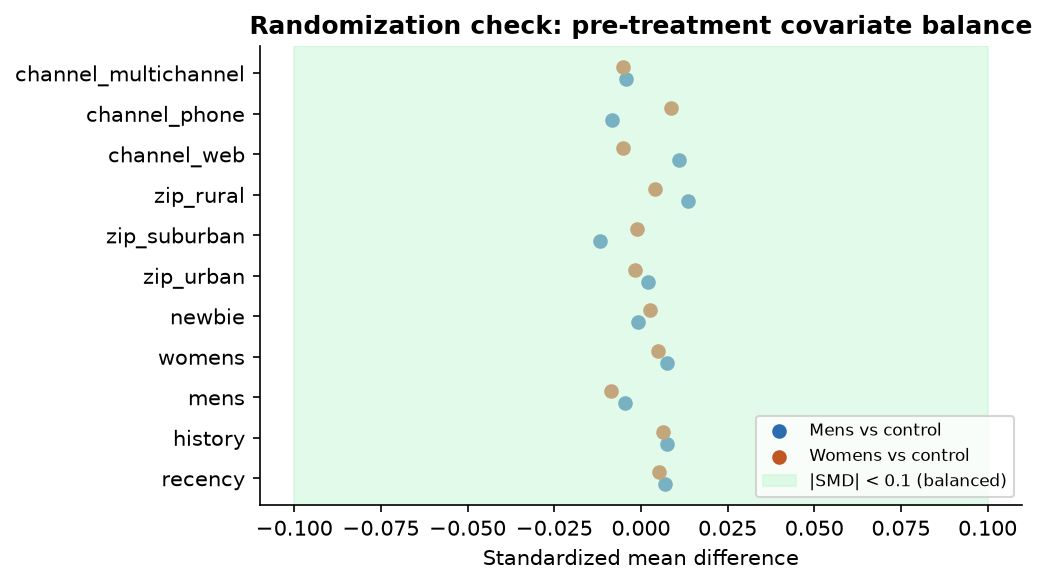 Randomization check: pre-treatment covariate balance
channel_multichannel
channel_phone
channel_web
zip_rural
zip_suburban
zip_urban
newbie
womens
mens
history
recency
Mens vs control
Womens vs control
|SMD| < 0.1 (balanced)
−0.100 −0.075 −0.050 −0.025 0.000 0.025 0.050 0.075 0.100
Standardized mean difference